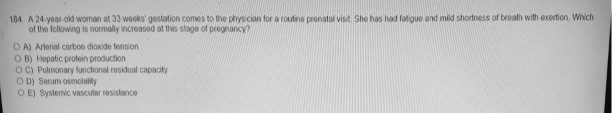 184. A 24-year-old woman at 33 weeks' gestation comes to the physician for a routine prenatal visit. She has had fatigue and mild shortness of breath with exertion. Which
of the following is normally increased at this stage of pregnancy?
A) Arterial carbon dioxide tension
B) Hepatic protein production
C) Pulmonary functional residual capacity
D) Serum osmolality
E) Systemic vascular resistance